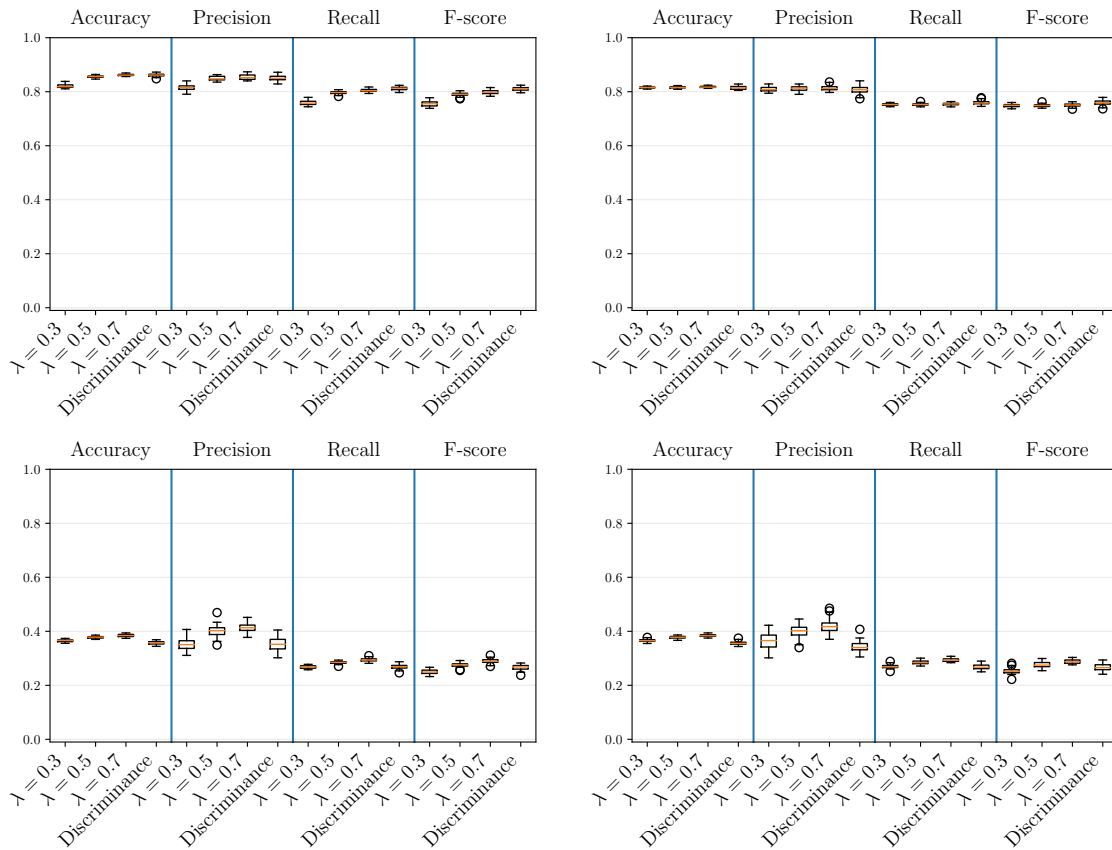 Accuracy Precision Recall F-score
1.0
0.8
0.6
0.4
0.2
0.0
λ = 0.3
λ = 0.5
λ = 0.7
Discriminance
λ = 0.3
λ = 0.5
λ = 0.7
Discriminance
λ = 0.3
λ = 0.5
λ = 0.7
Discriminance
λ = 0.3
λ = 0.5
λ = 0.7
Discriminance
Accuracy Precision Recall F-score
1.0
0.8
0.6
0.4
0.2
0.0
λ = 0.3
λ = 0.5
λ = 0.7
Discriminance
λ = 0.3
λ = 0.5
λ = 0.7
Discriminance
λ = 0.3
λ = 0.5
λ = 0.7
Discriminance
λ = 0.3
λ = 0.5
λ = 0.7
Discriminance
Accuracy Precision Recall F-score
1.0
0.8
0.6
0.4
0.2
0.0
λ = 0.3
λ = 0.5
λ = 0.7
Discriminance
λ = 0.3
λ = 0.5
λ = 0.7
Discriminance
λ = 0.3
λ = 0.5
λ = 0.7
Discriminance
λ = 0.3
λ = 0.5
λ = 0.7
Discriminance
Accuracy Precision Recall F-score
1.0
0.8
0.6
0.4
0.2
0.0
λ = 0.3
λ = 0.5
λ = 0.7
Discriminance
λ = 0.3
λ = 0.5
λ = 0.7
Discriminance
λ = 0.3
λ = 0.5
λ = 0.7
Discriminance
λ = 0.3
λ = 0.5
λ = 0.7
Discriminance